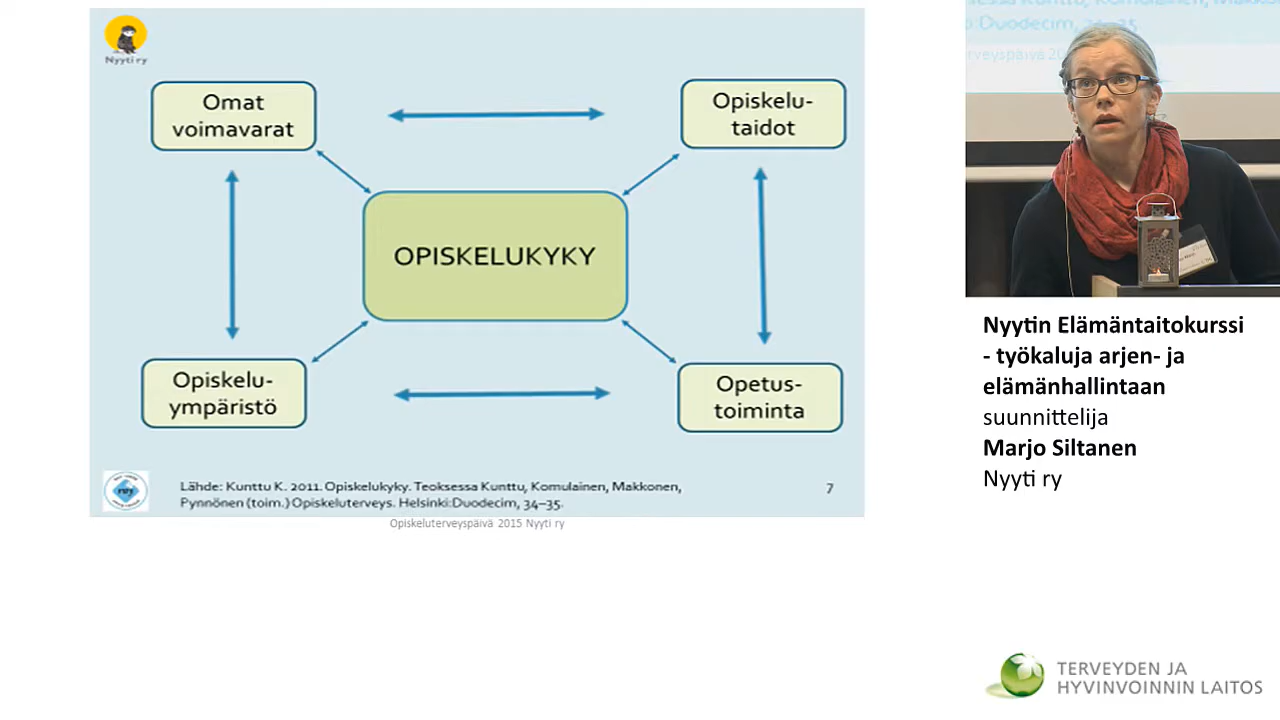 Nyyti ry
Omat
voimavarat
Opiskelu-
taidot
OPISKELUKYKY
Opiskelu-
ympäristö
Opetus-
toiminta
Lähde: Kunttu K. 2011. Opiskelukyky. Teoksessa Kunttu, Komulainen, Makkonen,
Pynnönen (toim.) Opiskeluterveys. Helsinki:Duodecim, 34–35.
7
Opiskeluterveyspäivä 2015 Nyyti ry
Nyytin Elämäntaitokurssi
- työkaluja arjen- ja
elämänhallintaan
suunnittelija
Marjo Siltanen
Nyyti ry
TERVEYDEN JA
HYVINVOINNIN LAITOS